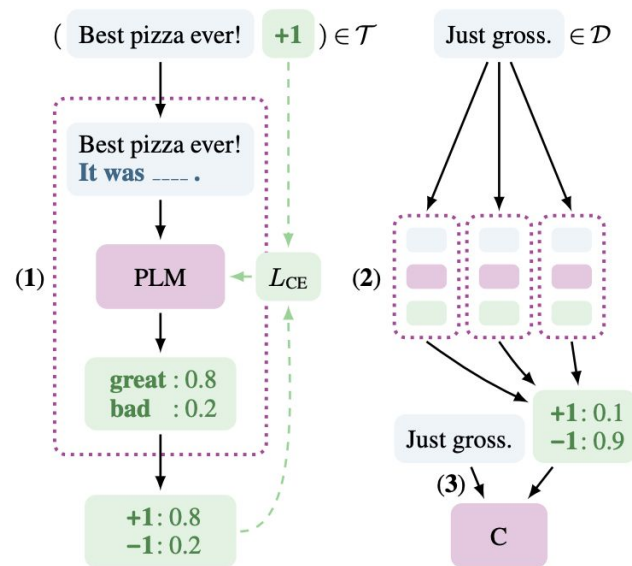 ( Best pizza ever! +1 ) ∈ 𝒯
Just gross. ∈ 𝒟
Best pizza ever!
It was ____ .
(1)
PLM
L_CE
(2)
great : 0.8
bad : 0.2
+1: 0.1
−1: 0.9
Just gross.
(3)
+1: 0.8
−1: 0.2
C